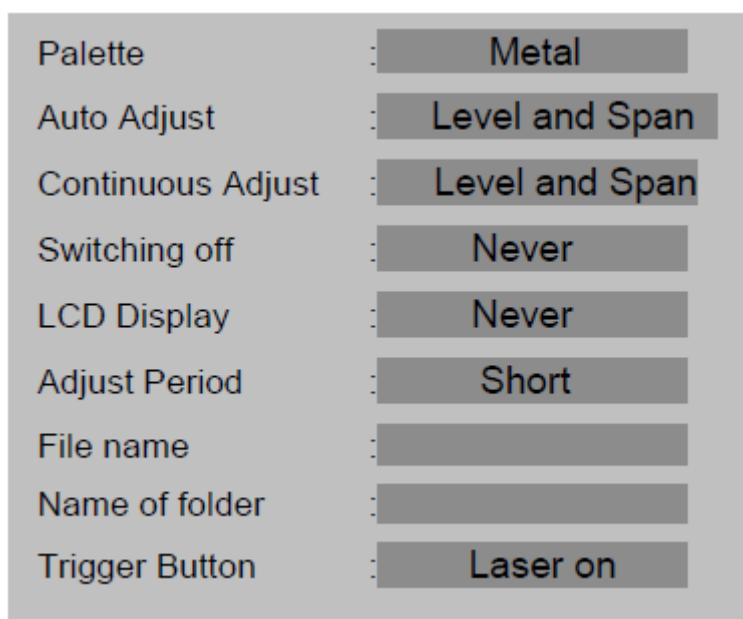 Palette : Metal
Auto Adjust : Level and Span
Continuous Adjust : Level and Span
Switching off : Never
LCD Display : Never
Adjust Period : Short
File name :
Name of folder :
Trigger Button : Laser on